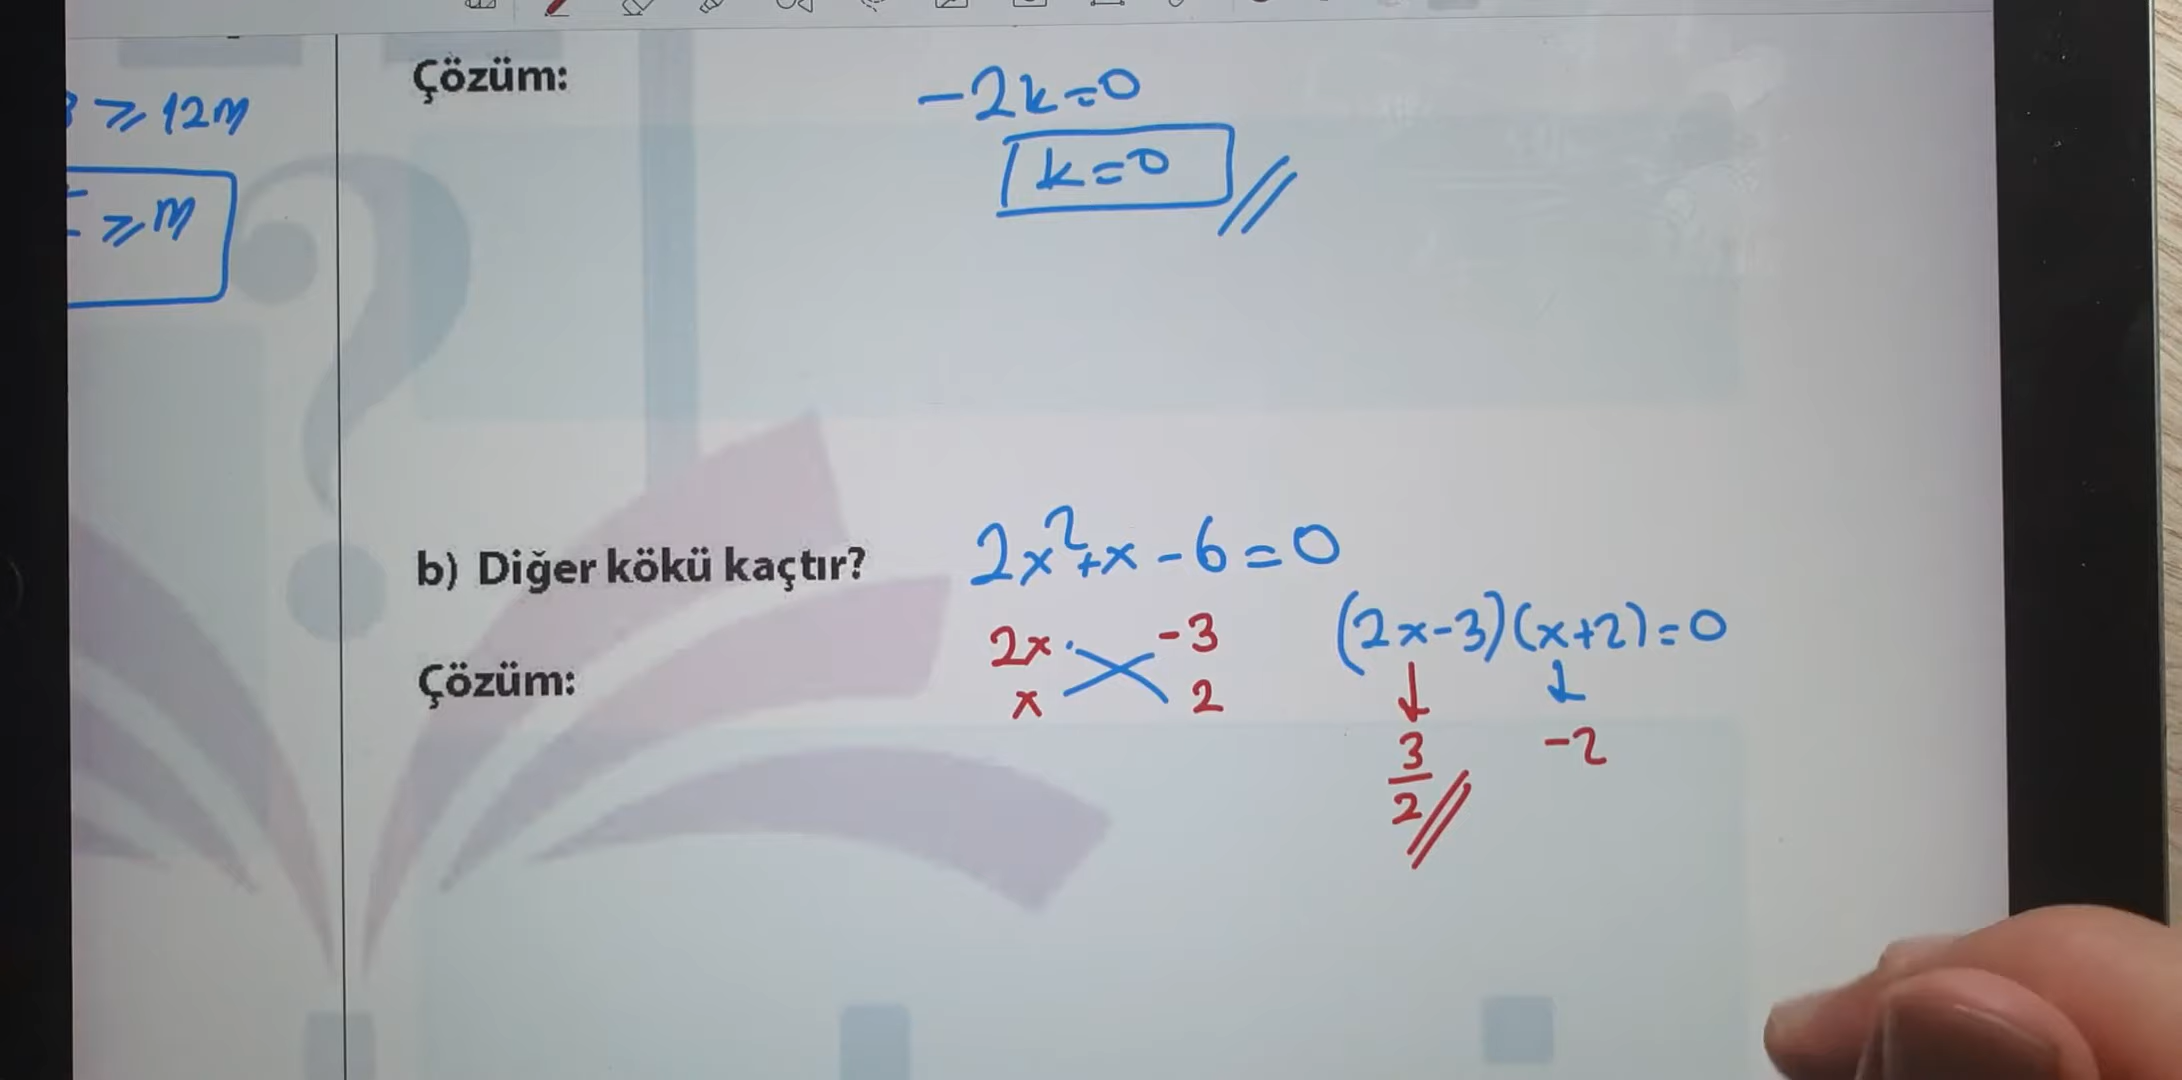 ≥ 12m
≥ m
Çözüm:
-2k=0
k=0
b) Diğer kökü kaçtır?
2x²+x-6=0
2x -3
x 2
(2x-3)(x+2)=0
3/2
-2
Çözüm: